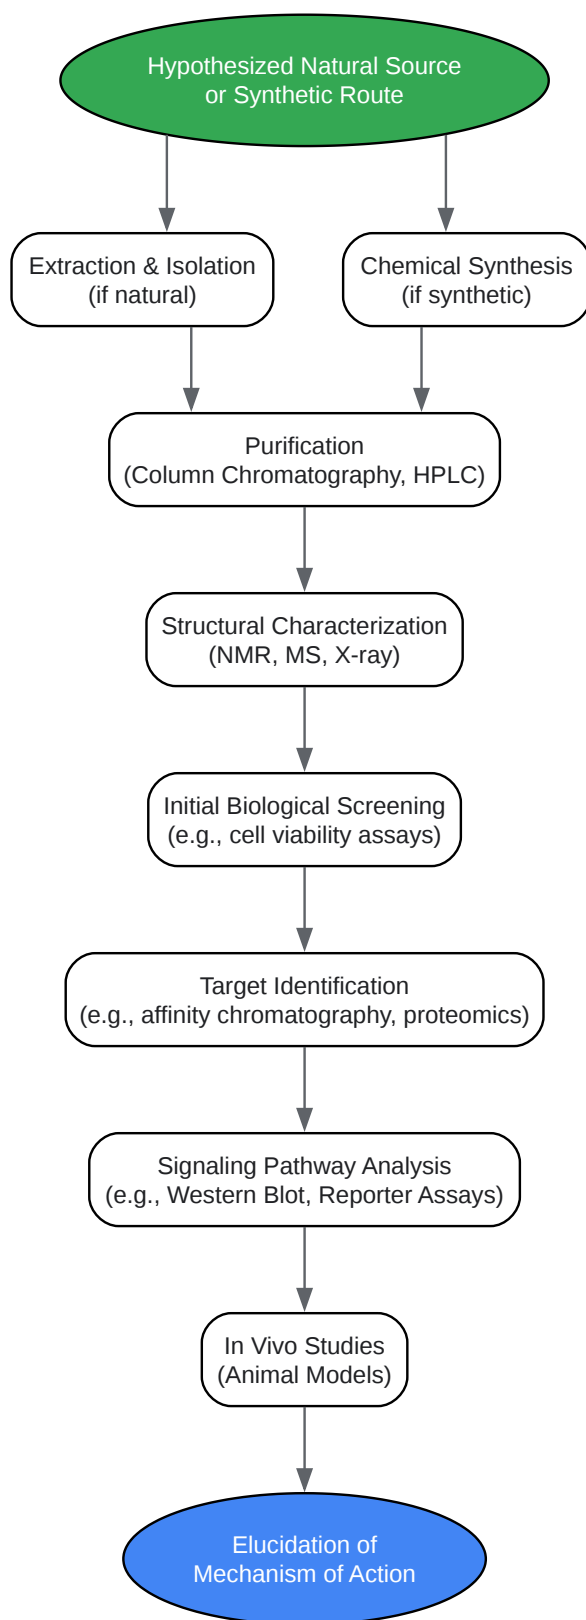 Hypothesized Natural Source
or Synthetic Route
Extraction & Isolation
(if natural)
Chemical Synthesis
(if synthetic)
Purification
(Column Chromatography, HPLC)
Structural Characterization
(NMR, MS, X-ray)
Initial Biological Screening
(e.g., cell viability assays)
Target Identification
(e.g., affinity chromatography, proteomics)
Signaling Pathway Analysis
(e.g., Western Blot, Reporter Assays)
In Vivo Studies
(Animal Models)
Elucidation of
Mechanism of Action